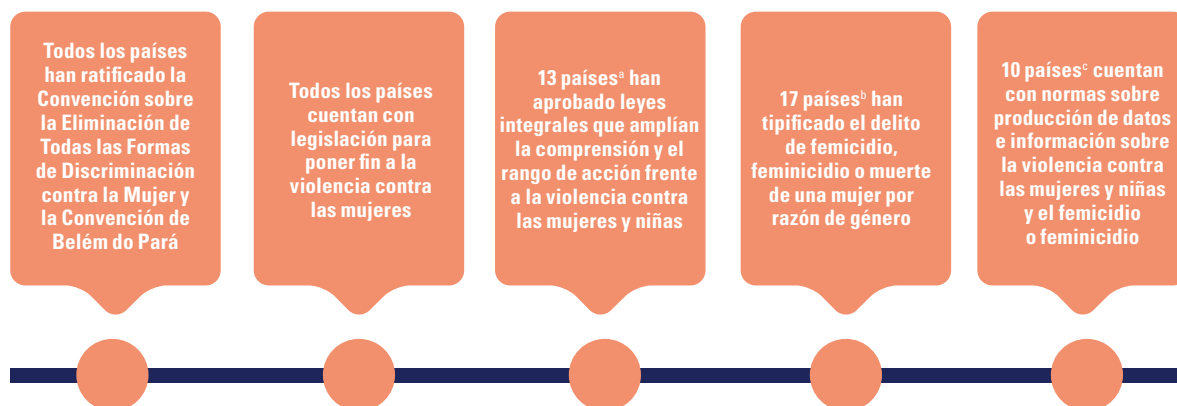 Todos los países
han ratificado la
Convención sobre
la Eliminación de
Todas las Formas
de Discriminación
contra la Mujer y
la Convención de
Belém do Pará
Todos los países
cuentan con
legislación para
poner fin a la
violencia contra
las mujeres
13 paísesᵃ han
aprobado leyes
integrales que amplían
la comprensión y el
rango de acción frente
a la violencia contra
las mujeres y niñas
17 paísesᵇ han
tipificado el delito
de femicidio,
feminicidio o muerte
de una mujer por
razón de género
10 paísesᶜ cuentan
con normas sobre
producción de datos
e información sobre
la violencia contra
las mujeres y niñas
y el femicidio
o feminicidio